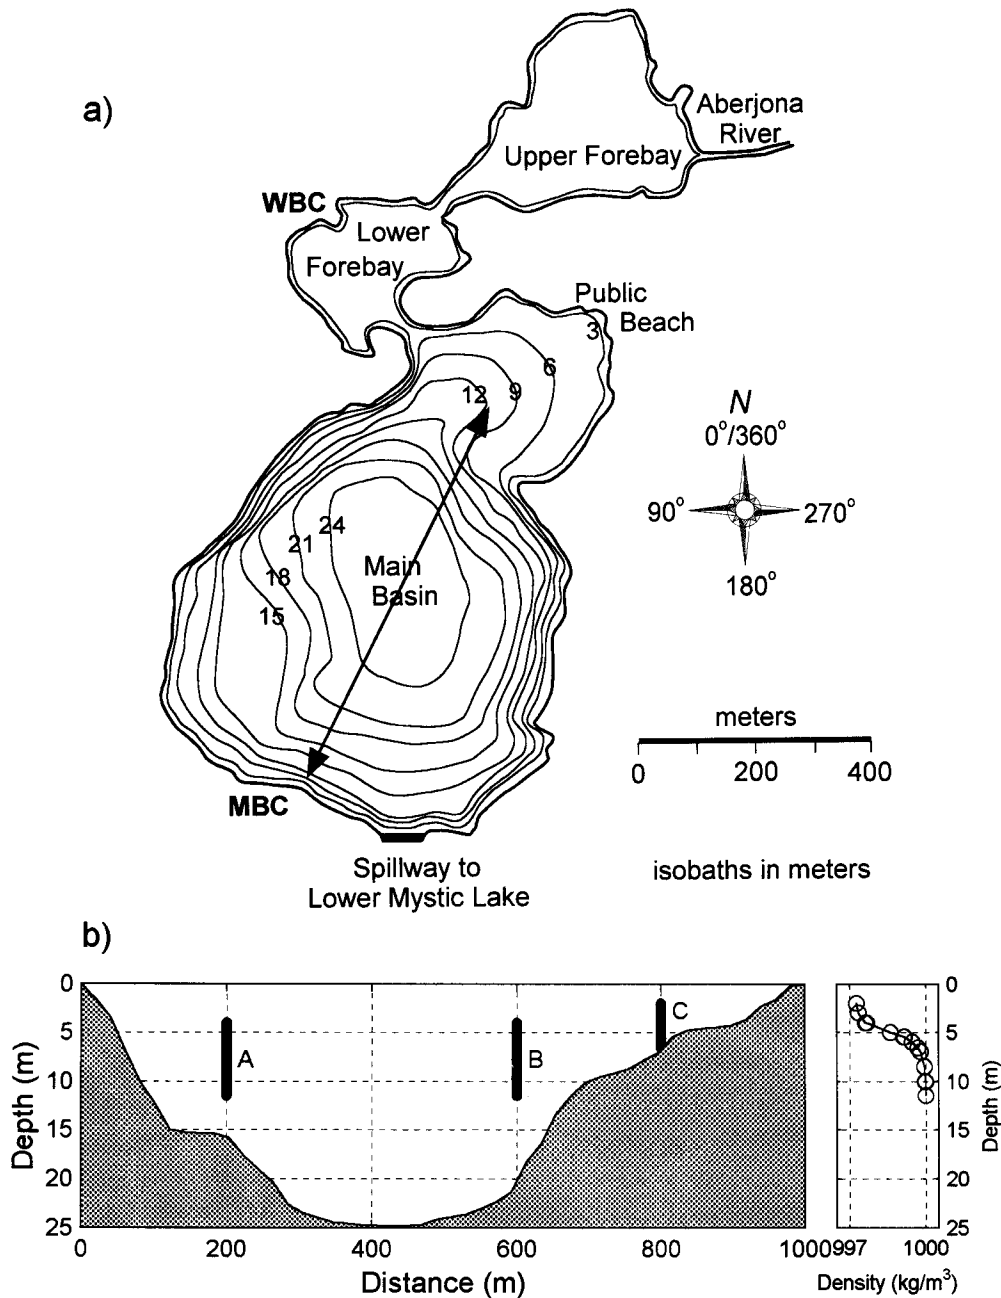 a)
Aberjona
River
Upper Forebay
WBC
Lower
Forebay
Public
Beach
3
6
9
12
N
0°/360°
90°
270°
180°
24
21
18
15
Main
Basin
meters
0
200
400
MBC
Spillway to
Lower Mystic Lake
isobaths in meters
b)
0
5
10
15
20
25
Depth (m)
A
B
C
0
200
400
600
800
1000
Distance (m)
0
5
10
15
20
25
Depth (m)
997
1000
Density (kg/m³)